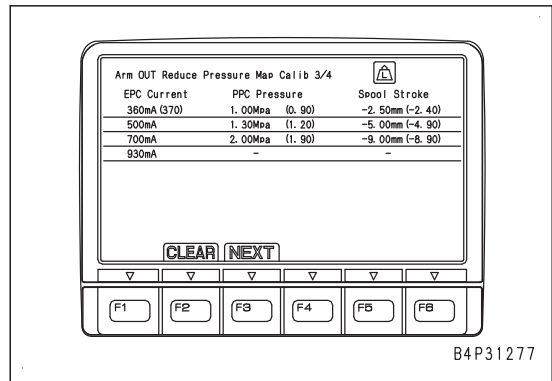 Arm OUT Reduce Pressure Map Calib 3/4 L
EPC Current PPC Pressure Spool Stroke
360mA (370) 1. 00Mpa (0. 90) -2. 50mm (-2. 40)
500mA 1. 30Mpa (1. 20) -5. 00mm (-4. 90)
700mA 2. 00Mpa (1. 90) -9. 00mm (-8. 90)
930mA - -
CLEAR NEXT
F1 F2 F3 F4 F5 F6
B4P31277